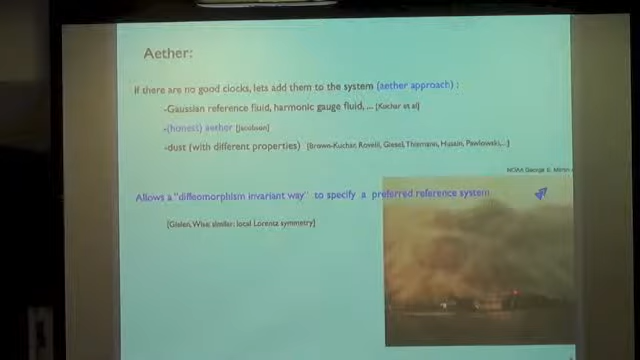 Aether:
If there are no good clocks, lets add them to the system (aether approach) :
-Gaussian reference fluid, harmonic gauge fluid, ... [Kuchar et al]
-(honest) aether [Jacobson]
-dust (with different properties) [Brown-Kuchar, Rovelli, Giesel, Thiemann, Husain, Pawlowski,...]
NOAA George E. Marsh
Allows a "diffeomorphism invariant way" to specify a preferred reference system
[Gielen, Wise: similar: local Lorentz symmetry]